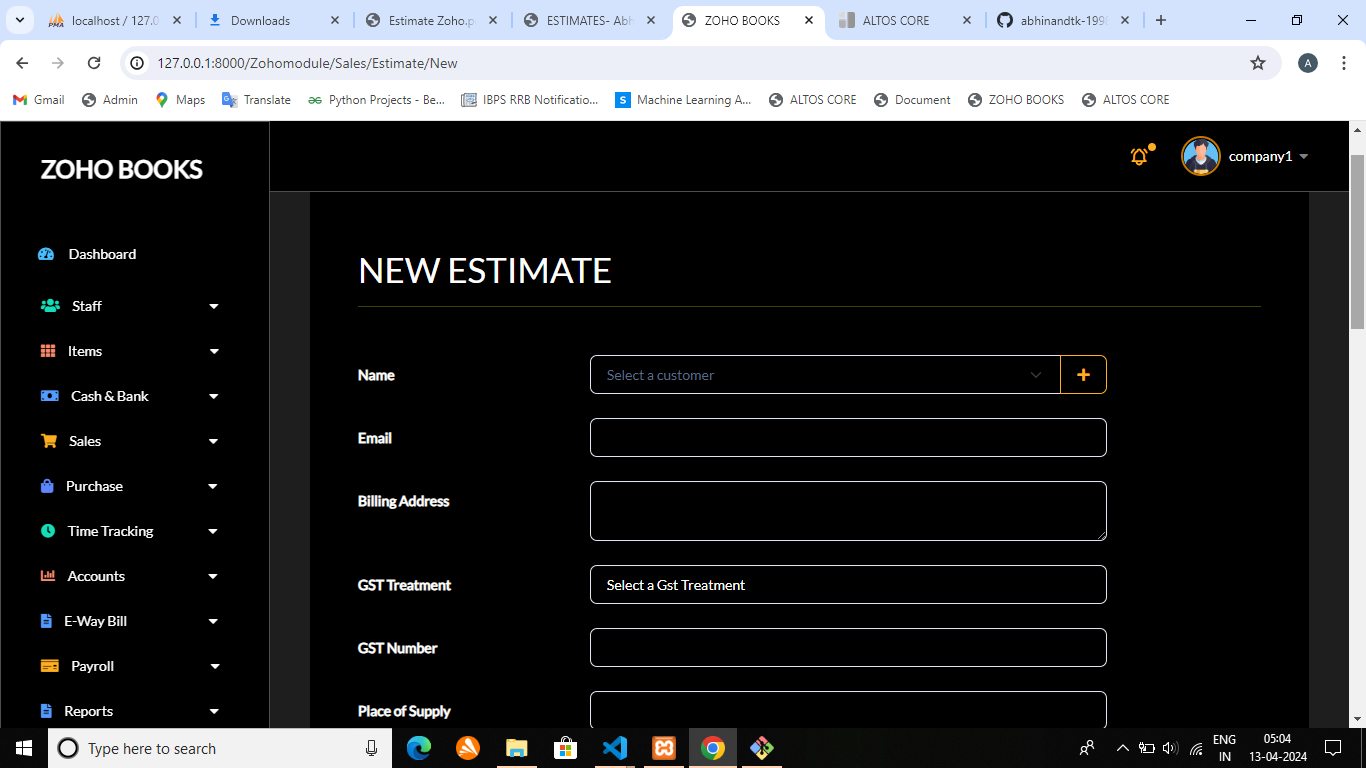 localhost / 127.0
Downloads
Estimate Zoho.p
ESTIMATES- Abh
ZOHO BOOKS
ALTOS CORE
abhinandtk-1990
127.0.0.1:8000/Zohomodule/Sales/Estimate/New
A
Gmail
Admin
Maps
Translate
Python Projects - Be...
IBPS RRB Notificatio...
S
Machine Learning A...
ALTOS CORE
Document
ZOHO BOOKS
ALTOS CORE
ZOHO BOOKS
company1
Dashboard
Staff
Items
Cash & Bank
Sales
Purchase
Time Tracking
Accounts
E-Way Bill
Payroll
Reports
NEW ESTIMATE
Name
Select a customer
+
Email
Billing Address
GST Treatment
Select a Gst Treatment
GST Number
Place of Supply
Type here to search
ENG
IN
05:04
13-04-2024